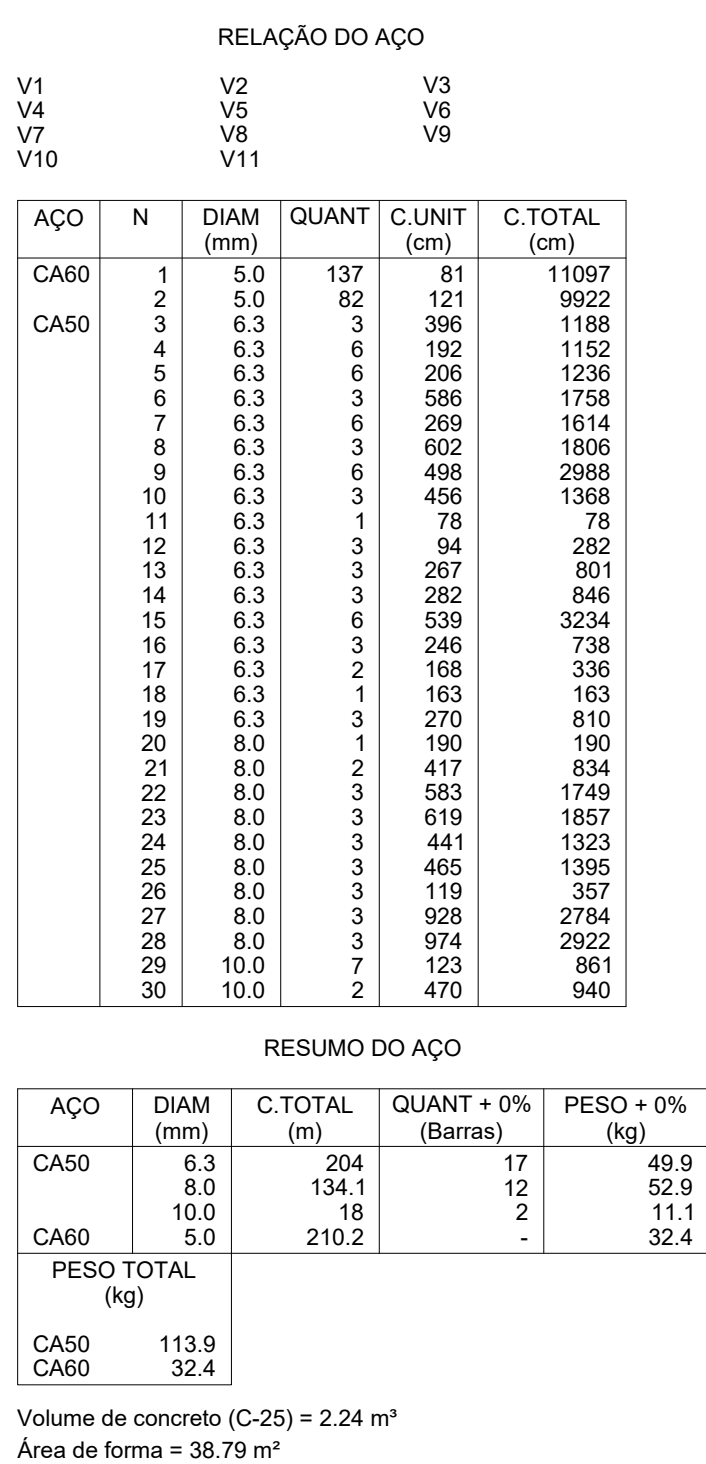 RELAÇÃO DO AÇO
V1 V2 V3
V4 V5 V6
V7 V8 V9
V10 V11
AÇO N DIAM QUANT C.UNIT C.TOTAL
(mm) (cm) (cm)
CA60 1 5.0 137 81 11097
2 5.0 82 121 9922
CA50 3 6.3 3 396 1188
4 6.3 6 192 1152
5 6.3 6 206 1236
6 6.3 3 586 1758
7 6.3 6 269 1614
8 6.3 3 602 1806
9 6.3 6 498 2988
10 6.3 3 456 1368
11 6.3 1 78 78
12 6.3 3 94 282
13 6.3 3 267 801
14 6.3 3 282 846
15 6.3 6 539 3234
16 6.3 3 246 738
17 6.3 2 168 336
18 6.3 1 163 163
19 6.3 3 270 810
20 8.0 1 190 190
21 8.0 2 417 834
22 8.0 3 583 1749
23 8.0 3 619 1857
24 8.0 3 441 1323
25 8.0 3 465 1395
26 8.0 3 119 357
27 8.0 3 928 2784
28 8.0 3 974 2922
29 10.0 7 123 861
30 10.0 2 470 940
RESUMO DO AÇO
AÇO DIAM C.TOTAL QUANT + 0% PESO + 0%
(mm) (m) (Barras) (kg)
CA50 6.3 204 17 49.9
8.0 134.1 12 52.9
10.0 18 2 11.1
CA60 5.0 210.2 - 32.4
PESO TOTAL
(kg)
CA50 113.9
CA60 32.4
Volume de concreto (C-25) = 2.24 m³
Área de forma = 38.79 m²